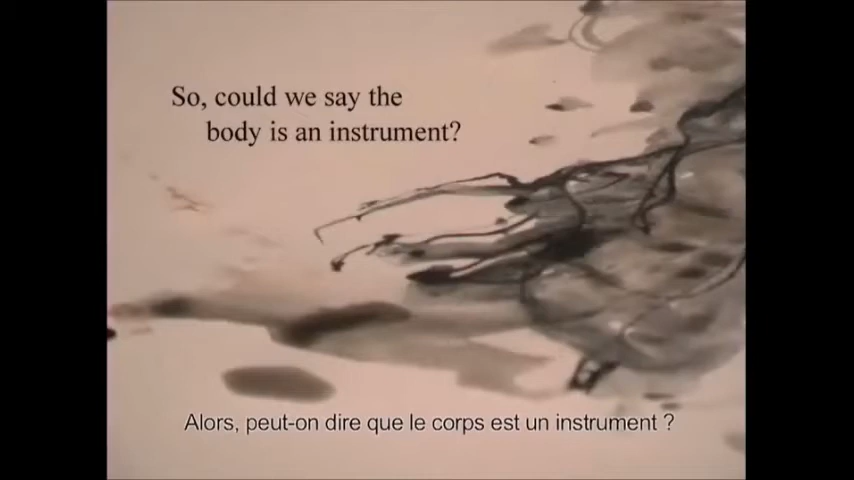 So, could we say the
body is an instrument?
Alors, peut-on dire que le corps est un instrument ?